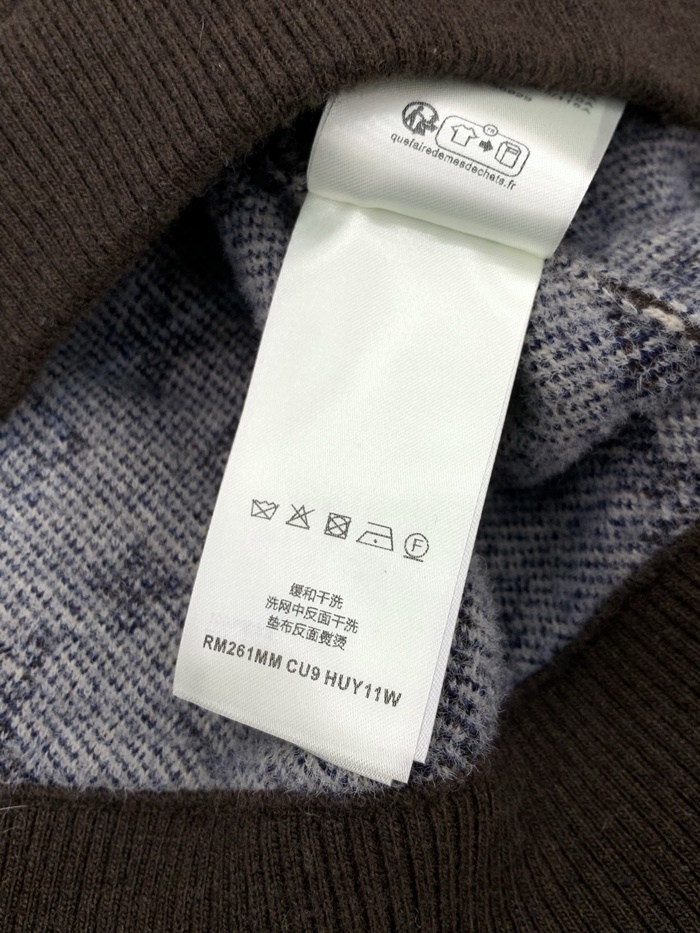 FR
quefairedemesdechets.fr
F
缓和干洗
洗网中反面干洗
垫布反面熨烫
RM261MM CU9 HUY11W